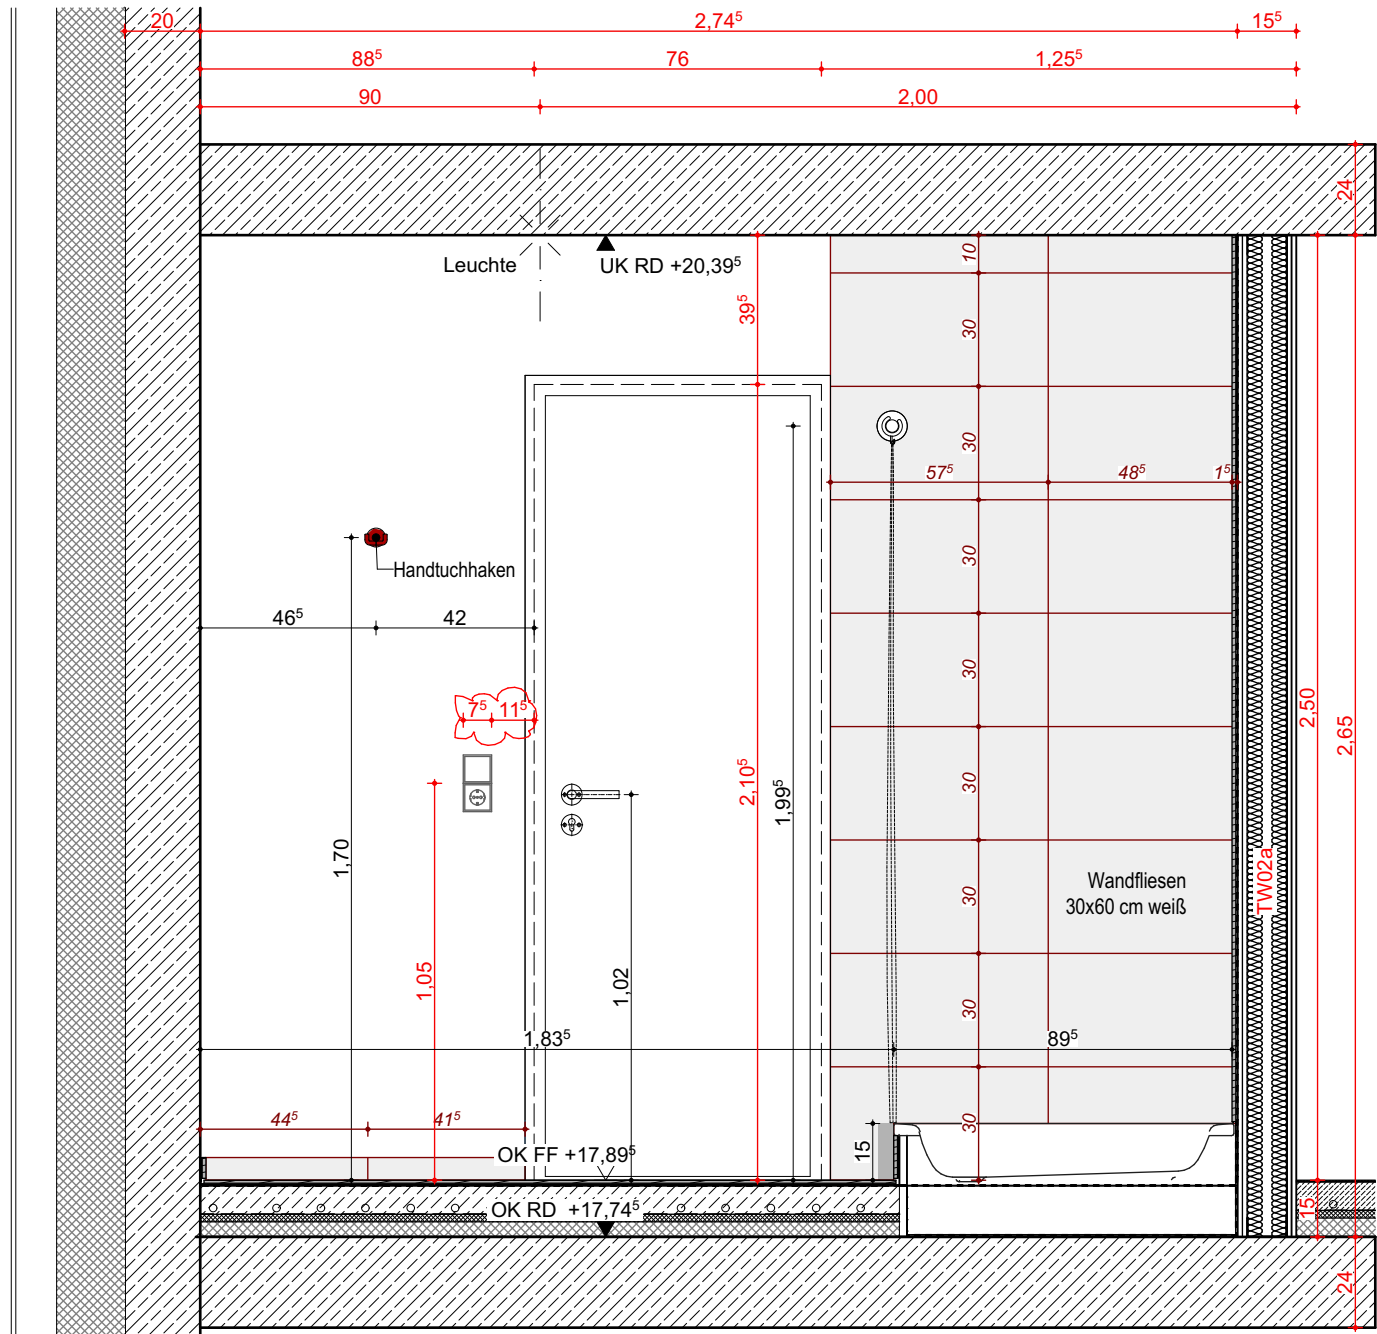 20 2,74⁵ 15⁵
88⁵ 76 1,25⁵
90 2,00
24
Leuchte
UK RD +20,39⁵
10
39⁵
30
30
57⁵ 48⁵ 1⁵
Handtuchhaken
30
46⁵ 42
30
7⁵ 11⁵
2,50
2,65
2,10⁵
1,99⁵
30
1,70
Wandfliesen
30x60 cm weiß
TW02a
30
1,05
1,02
30
1,83⁵ 89⁵
44⁵ 41⁵
30
15
OK FF +17,89⁵
OK RD +17,74⁵
15
24